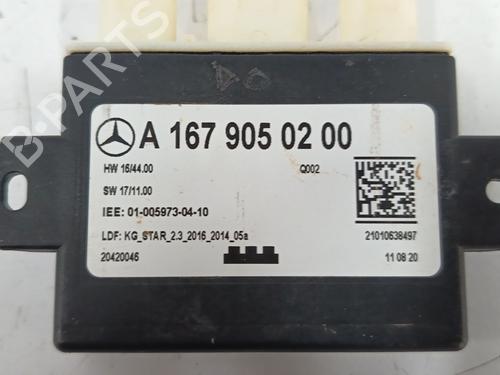 A 167 905 02 00
HW 16/44.00 Q002
SW 17/11.00
IEE: 01-005973-04-10
LDF: KG_STAR_2.3_2016_2014_05a 21010638497
20420046 11 08 20